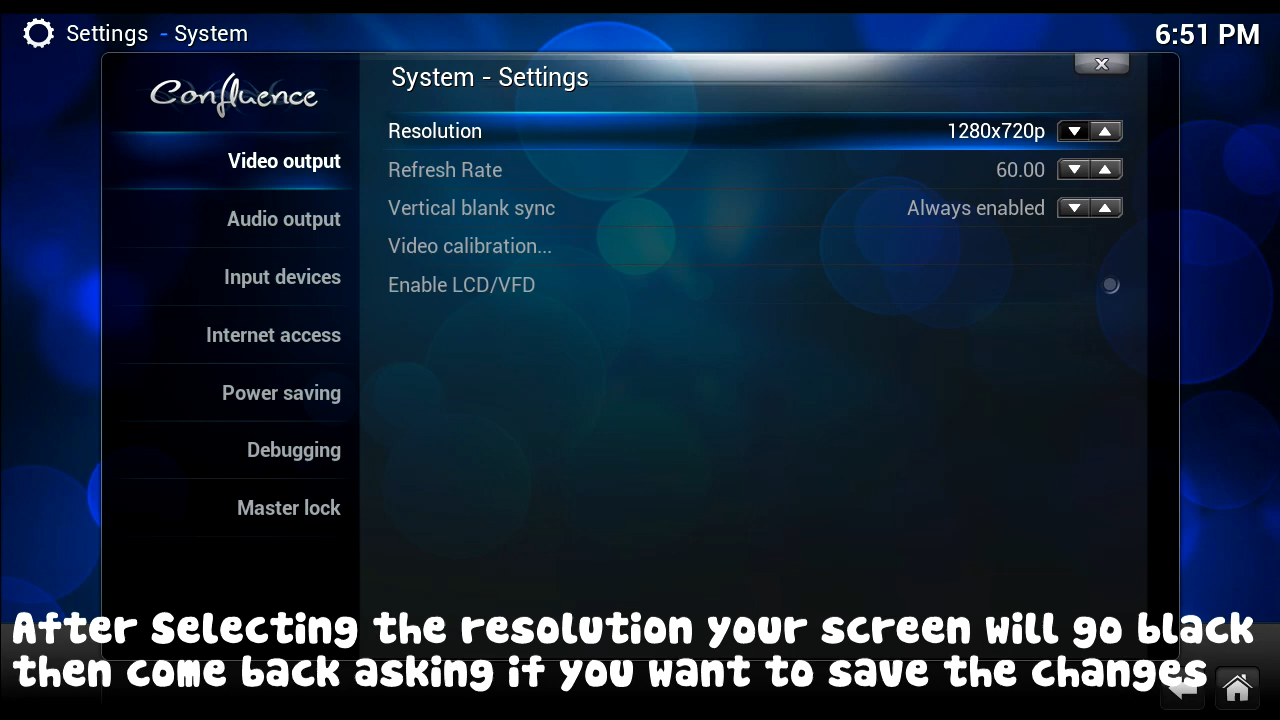 Settings - System
6:51 PM
Confluence
System - Settings
Video output
Audio output
Input devices
Internet access
Power saving
Debugging
Master lock
Resolution 1280x720p
Refresh Rate 60.00
Vertical blank sync Always enabled
Video calibration...
Enable LCD/VFD
After Selecting the resolution your screen will go black
then come back asking if you want to save the changes